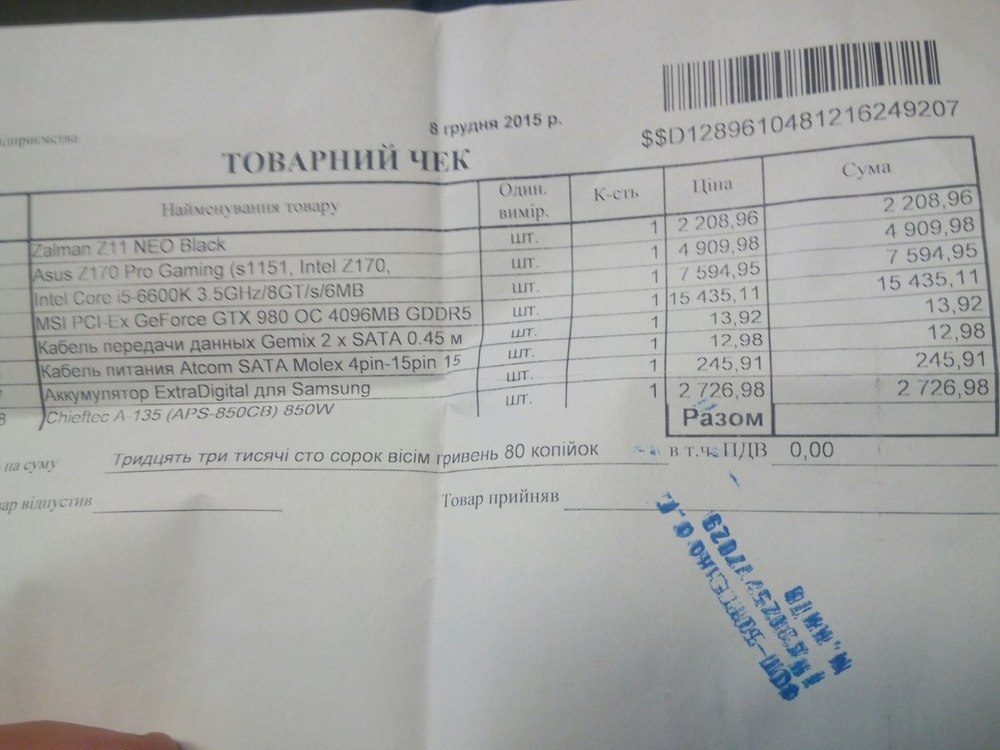 $$D1289610481216249207
8 грудня 2015 р.
ТОВАРНИЙ ЧЕК
Найменування товару Один. вимір. К-сть Ціна Сума
Zalman Z11 NEO Black шт. 1 2 208,96 2 208,96
Asus Z170 Pro Gaming (s1151, Intel Z170, шт. 1 4 909,98 4 909,98
Intel Core i5-6600K 3.5GHz/8GT/s/6MB шт. 1 7 594,95 7 594,95
MSI PCI-Ex GeForce GTX 980 OC 4096MB GDDR5 шт. 1 15 435,11 15 435,11
Кабель передачи данных Gemix 2 x SATA 0.45 м шт. 1 13,92 13,92
Кабель питания Atcom SATA Molex 4pin-15pin 15 шт. 1 12,98 12,98
Аккумулятор ExtraDigital для Samsung шт. 1 245,91 245,91
8 Chieftec A-135 (APS-850CB) 850W шт. 1 2 726,98 2 726,98
Разом
на суму Тридцять три тисячі сто сорок вісім гривень 80 копійок в т.ч. ПДВ 0,00
відпустив Товар прийняв
м. Київ